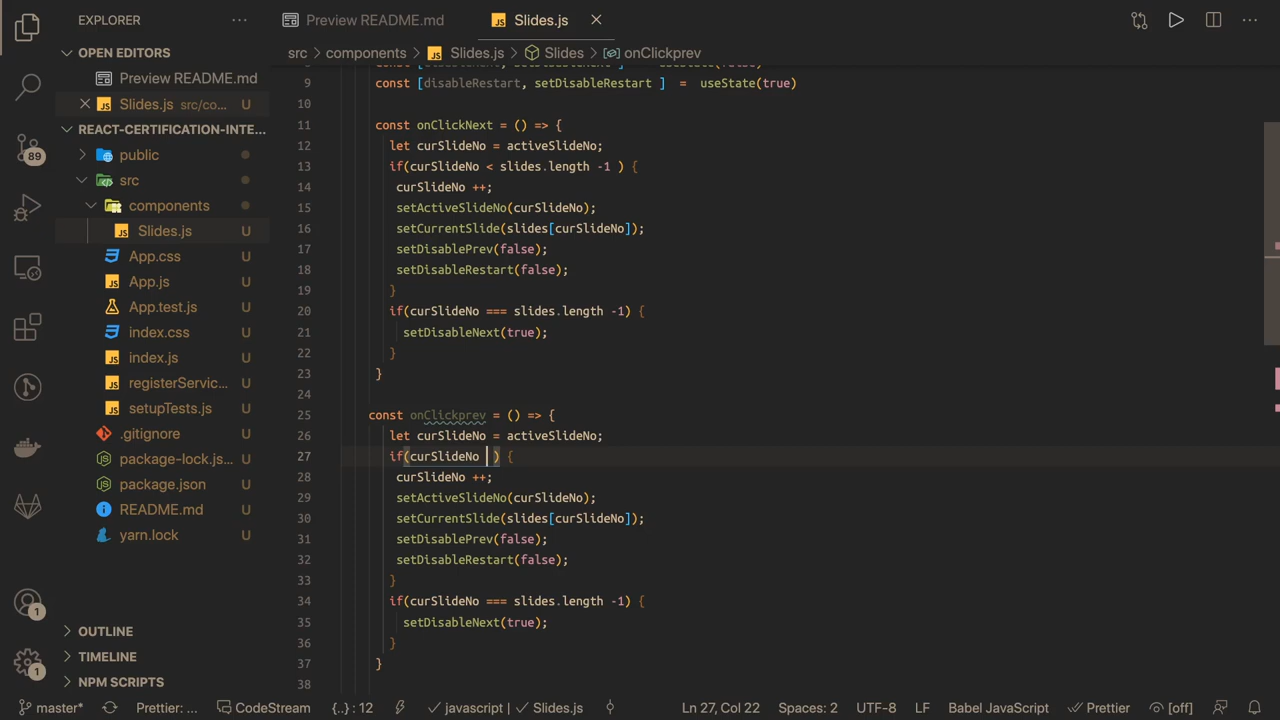 EXPLORER
Preview README.md
Slides.js
src > components > Slides.js > Slides > onClickprev
OPEN EDITORS
Preview README.md
Slides.js src/co... U
REACT-CERTIFICATION-INTE...
public
src
components
Slides.js U
App.css U
App.js U
App.test.js U
index.css U
index.js U
registerServic... U
setupTests.js U
.gitignore U
package-lock.js... U
package.json U
README.md U
yarn.lock U
OUTLINE
TIMELINE
NPM SCRIPTS
89
1
1
9 const [disableRestart, setDisableRestart ] = useState(true)
10
11 const onClickNext = () => {
12 let curSlideNo = activeSlideNo;
13 if(curSlideNo < slides.length -1 ) {
14 curSlideNo ++;
15 setActiveSlideNo(curSlideNo);
16 setCurrentSlide(slides[curSlideNo]);
17 setDisablePrev(false);
18 setDisableRestart(false);
19 }
20 if(curSlideNo === slides.length -1) {
21 setDisableNext(true);
22 }
23 }
24
25 const onClickprev = () => {
26 let curSlideNo = activeSlideNo;
27 if(curSlideNo ) {
28 curSlideNo ++;
29 setActiveSlideNo(curSlideNo);
30 setCurrentSlide(slides[curSlideNo]);
31 setDisablePrev(false);
32 setDisableRestart(false);
33 }
34 if(curSlideNo === slides.length -1) {
35 setDisableNext(true);
36 }
37 }
38
master* Prettier: ... CodeStream {..} : 12 javascript | Slides.js Ln 27, Col 22 Spaces: 2 UTF-8 LF Babel JavaScript Prettier [off]